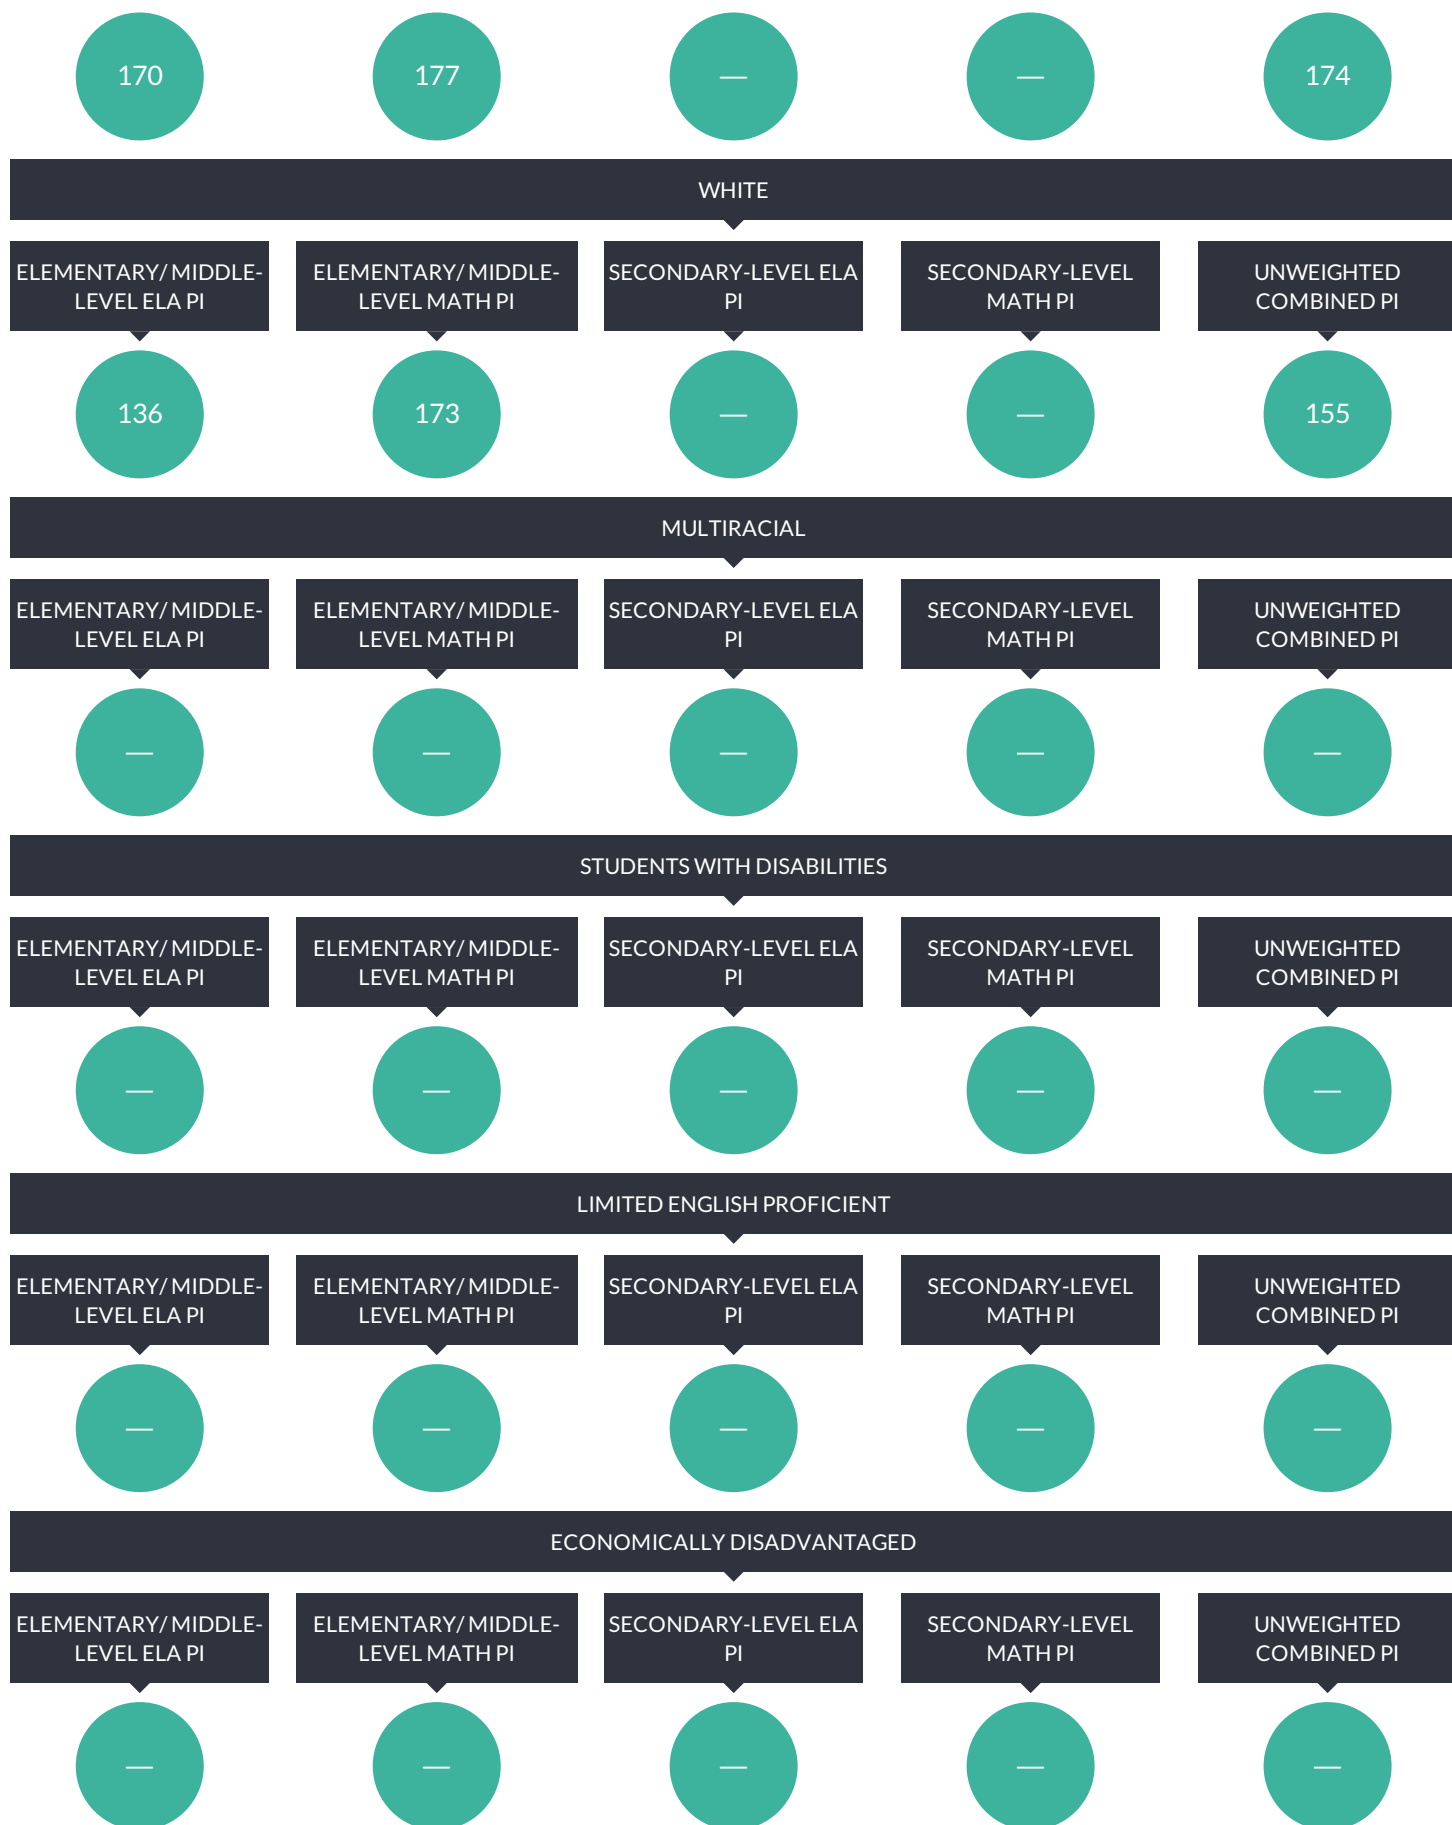 170 177 — — 174
WHITE
ELEMENTARY/ MIDDLE- ELEMENTARY/ MIDDLE- SECONDARY-LEVEL ELA SECONDARY-LEVEL UNWEIGHTED
LEVEL ELA PI LEVEL MATH PI PI MATH PI COMBINED PI
136 173 — — 155
MULTIRACIAL
ELEMENTARY/ MIDDLE- ELEMENTARY/ MIDDLE- SECONDARY-LEVEL ELA SECONDARY-LEVEL UNWEIGHTED
LEVEL ELA PI LEVEL MATH PI PI MATH PI COMBINED PI
— — — — —
STUDENTS WITH DISABILITIES
ELEMENTARY/ MIDDLE- ELEMENTARY/ MIDDLE- SECONDARY-LEVEL ELA SECONDARY-LEVEL UNWEIGHTED
LEVEL ELA PI LEVEL MATH PI PI MATH PI COMBINED PI
— — — — —
LIMITED ENGLISH PROFICIENT
ELEMENTARY/ MIDDLE- ELEMENTARY/ MIDDLE- SECONDARY-LEVEL ELA SECONDARY-LEVEL UNWEIGHTED
LEVEL ELA PI LEVEL MATH PI PI MATH PI COMBINED PI
— — — — —
ECONOMICALLY DISADVANTAGED
ELEMENTARY/ MIDDLE- ELEMENTARY/ MIDDLE- SECONDARY-LEVEL ELA SECONDARY-LEVEL UNWEIGHTED
LEVEL ELA PI LEVEL MATH PI PI MATH PI COMBINED PI
— — — — —